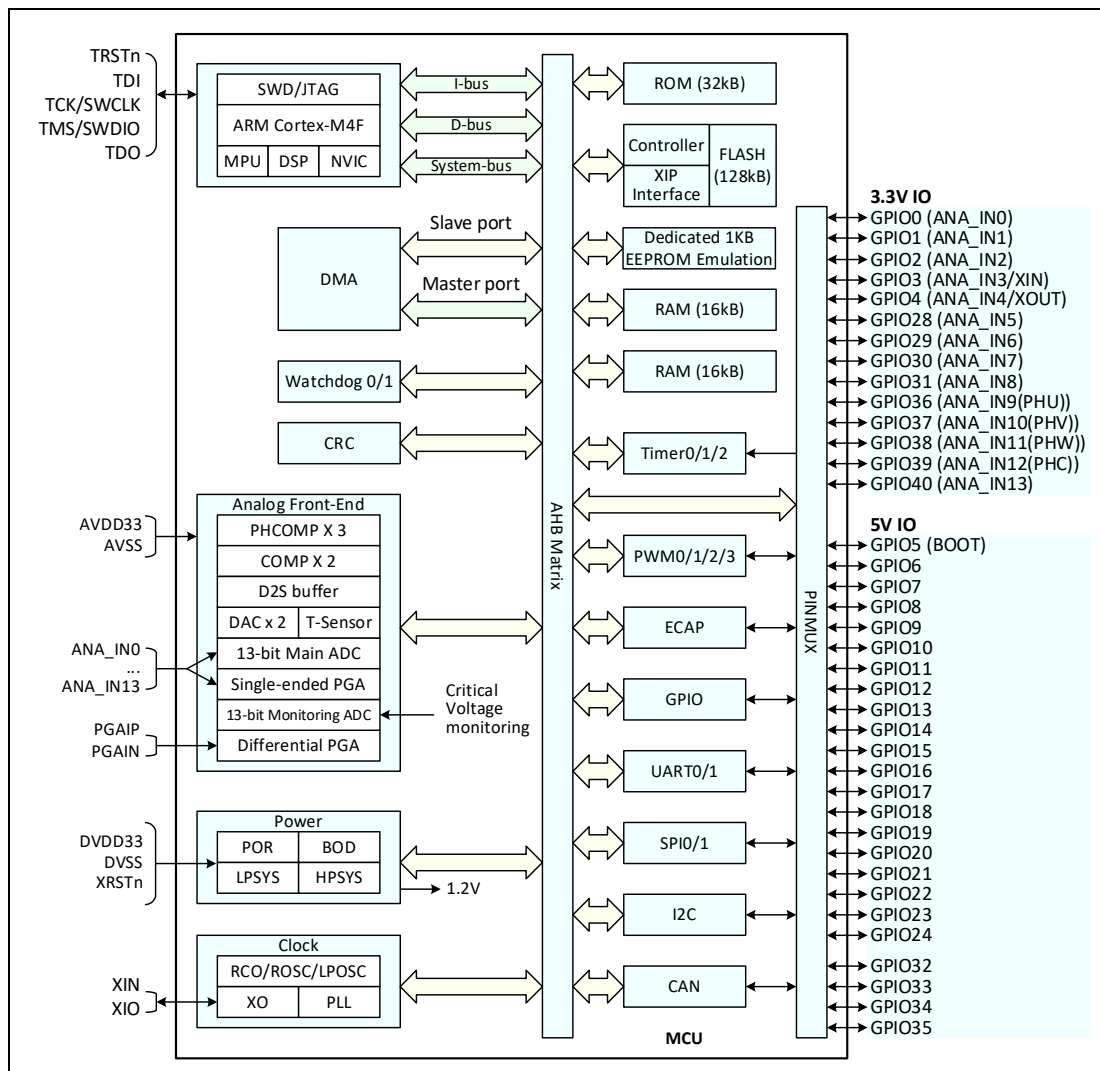 TRSTn
TDI
TCK/SWCLK
TMS/SWDIO
TDO
SWD/JTAG
ARM Cortex-M4F
MPU
DSP
NVIC
I-bus
D-bus
System-bus
DMA
Slave port
Master port
Watchdog 0/1
CRC
AVDD33
AVSS
ANA_IN0
...
ANA_IN13
PGAIP
PGAIN
Analog Front-End
PHCOMP X 3
COMP X 2
D2S buffer
DAC x 2
T-Sensor
13-bit Main ADC
Single-ended PGA
13-bit Monitoring ADC
Differential PGA
Critical
Voltage
monitoring
DVDD33
DVSS
XRSTn
Power
POR
BOD
LPSYS
HPSYS
1.2V
XIN
XIO
Clock
RCO/ROSC/LPOSC
XO
PLL
AHB Matrix
ROM (32kB)
Controller
XIP
Interface
FLASH
(128kB)
Dedicated 1KB
EEPROM Emulation
RAM (16kB)
RAM (16kB)
Timer0/1/2
PWM0/1/2/3
ECAP
GPIO
UART0/1
SPI0/1
I2C
CAN
MCU
PINMUX
3.3V IO
GPIO0 (ANA_IN0)
GPIO1 (ANA_IN1)
GPIO2 (ANA_IN2)
GPIO3 (ANA_IN3/XIN)
GPIO4 (ANA_IN4/XOUT)
GPIO28 (ANA_IN5)
GPIO29 (ANA_IN6)
GPIO30 (ANA_IN7)
GPIO31 (ANA_IN8)
GPIO36 (ANA_IN9(PHU))
GPIO37 (ANA_IN10(PHV))
GPIO38 (ANA_IN11(PHW))
GPIO39 (ANA_IN12(PHC))
GPIO40 (ANA_IN13)
5V IO
GPIO5 (BOOT)
GPIO6
GPIO7
GPIO8
GPIO9
GPIO10
GPIO11
GPIO12
GPIO13
GPIO14
GPIO15
GPIO16
GPIO17
GPIO18
GPIO19
GPIO20
GPIO21
GPIO22
GPIO23
GPIO24
GPIO32
GPIO33
GPIO34
GPIO35